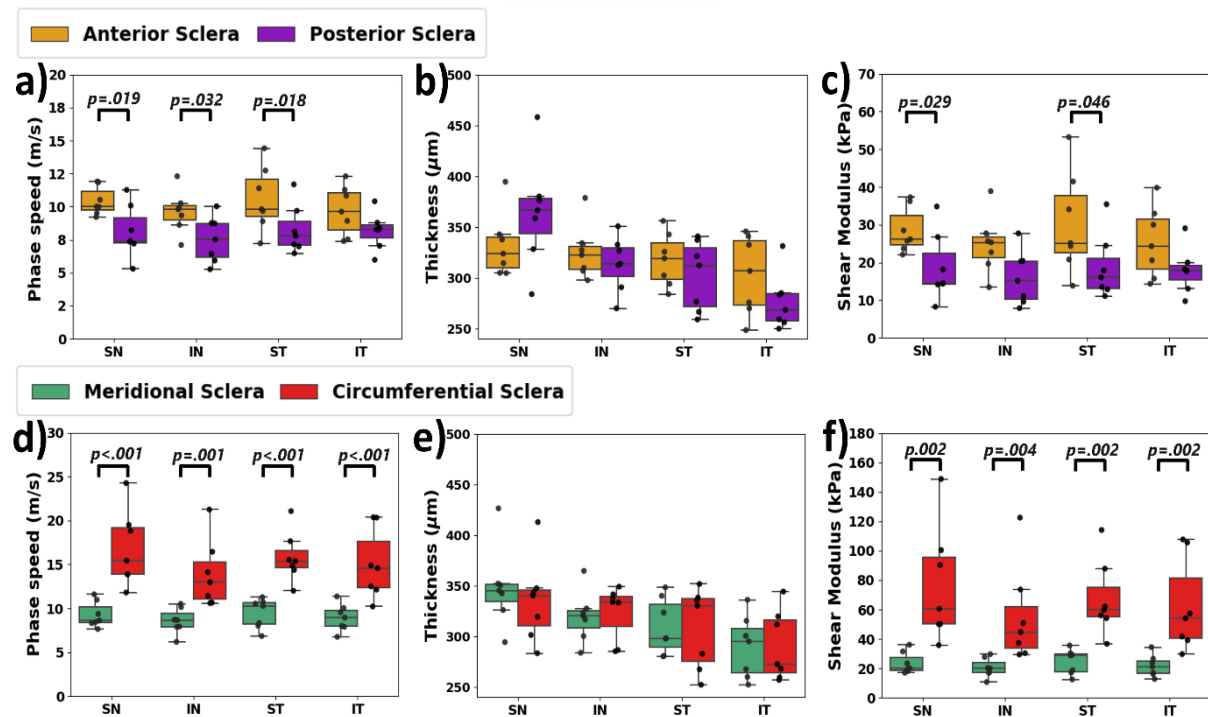 Anterior Sclera Posterior Sclera
a)
Phase speed (m/s)
20
18
15
12
10
8
5
2
0
p=.019
p=.032
p=.018
SN IN ST IT
b)
Thickness (μm)
500
450
400
350
300
250
SN IN ST IT
c)
Shear Modulus (kPa)
70
60
50
40
30
20
10
0
p=.029
p=.046
SN IN ST IT
Meridional Sclera Circumferential Sclera
d)
Phase speed (m/s)
30
25
20
15
10
5
0
p<.001
p=.001
p<.001
p<.001
SN IN ST IT
e)
Thickness (μm)
500
450
400
350
300
250
SN IN ST IT
f)
Shear Modulus (kPa)
180
160
140
120
100
80
60
40
20
0
p.002
p=.004
p=.002
p=.002
SN IN ST IT